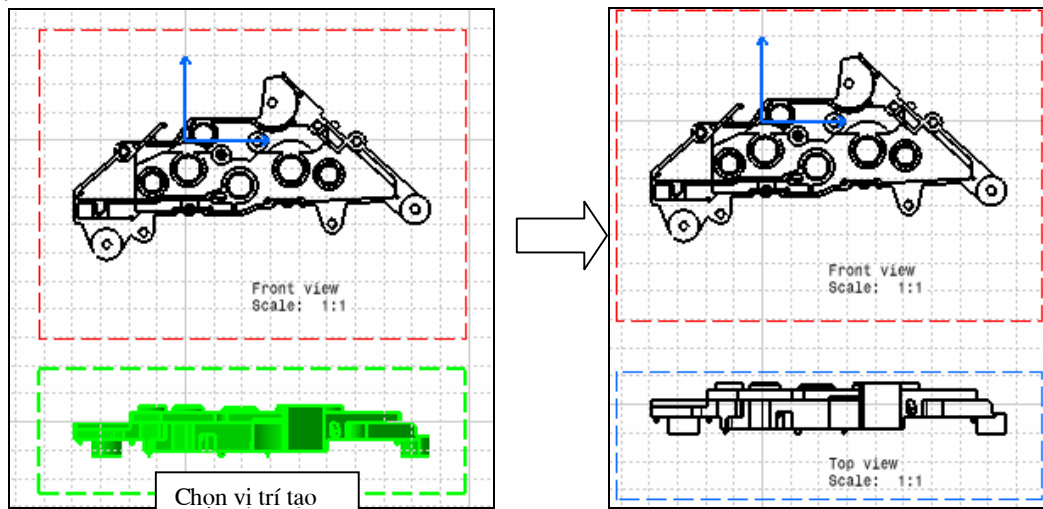 Front view
Scale: 1:1
Chọn vị trí tạo
Front view
Scale: 1:1
Top view
Scale: 1:1